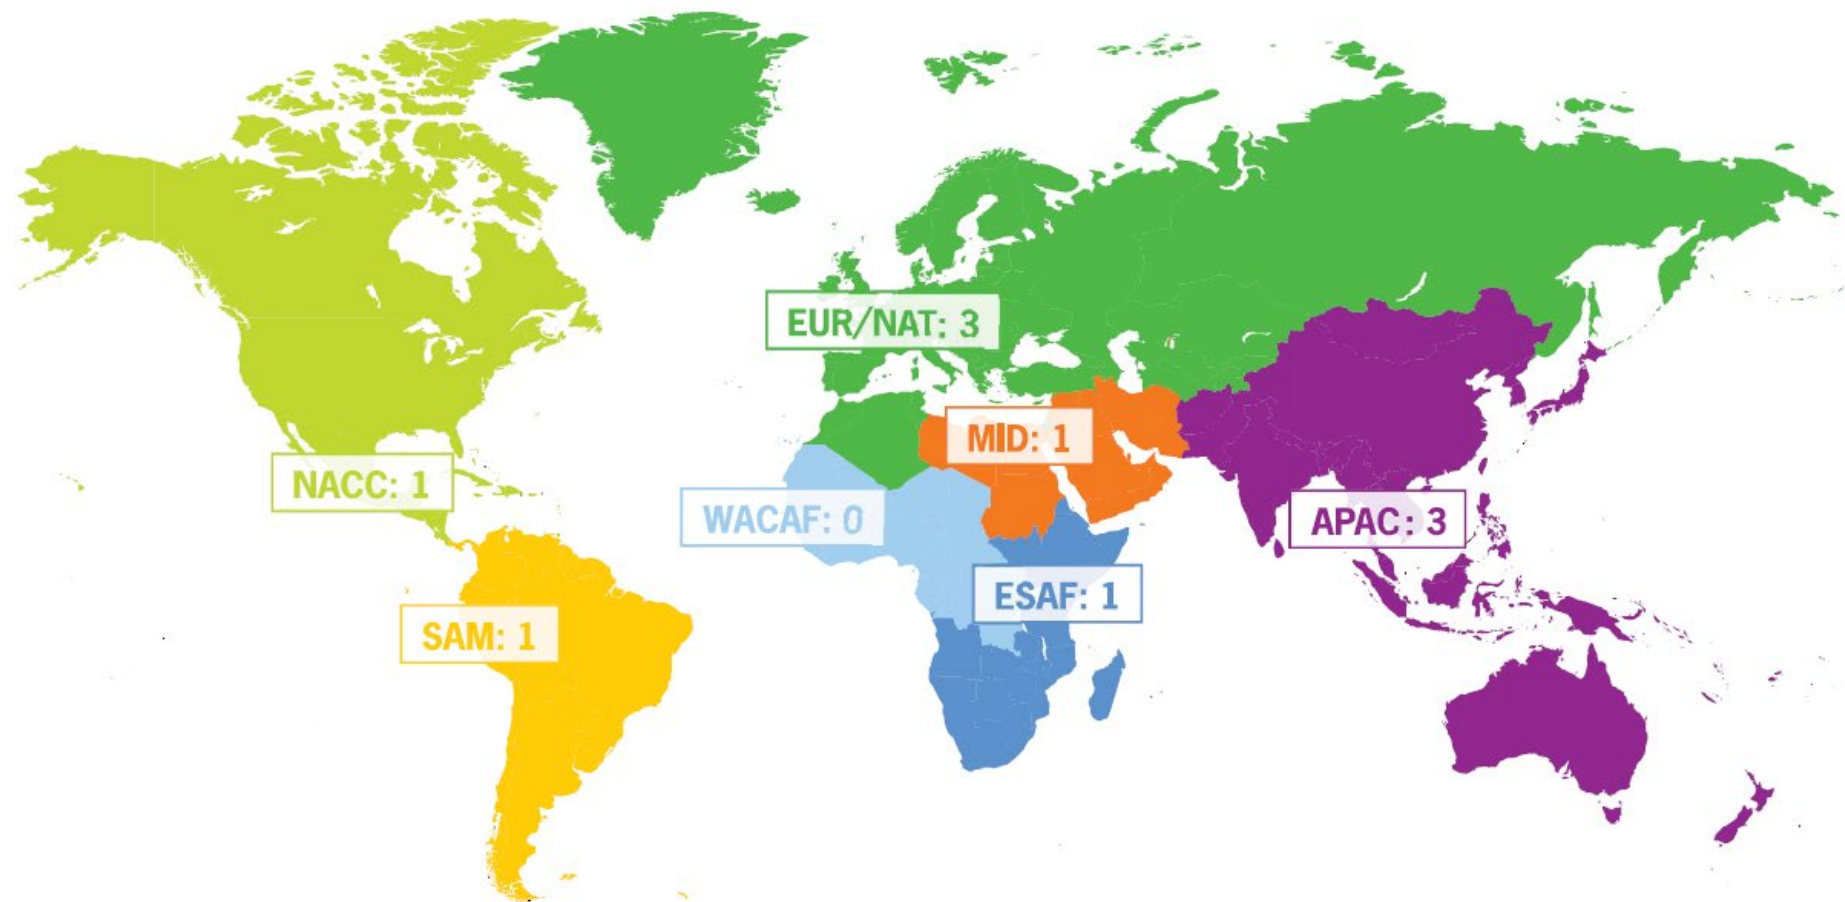 EUR/NAT: 3
MID: 1
NACC: 1
WACAF: 0
APAC: 3
ESAF: 1
SAM: 1